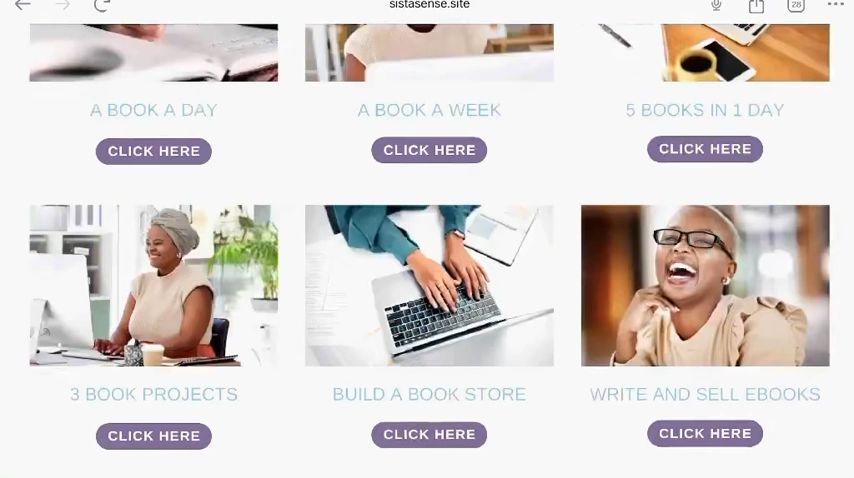 sistasense.site
28
A BOOK A DAY
A BOOK A WEEK
5 BOOKS IN 1 DAY
CLICK HERE
CLICK HERE
CLICK HERE
3 BOOK PROJECTS
BUILD A BOOK STORE
WRITE AND SELL EBOOKS
CLICK HERE
CLICK HERE
CLICK HERE